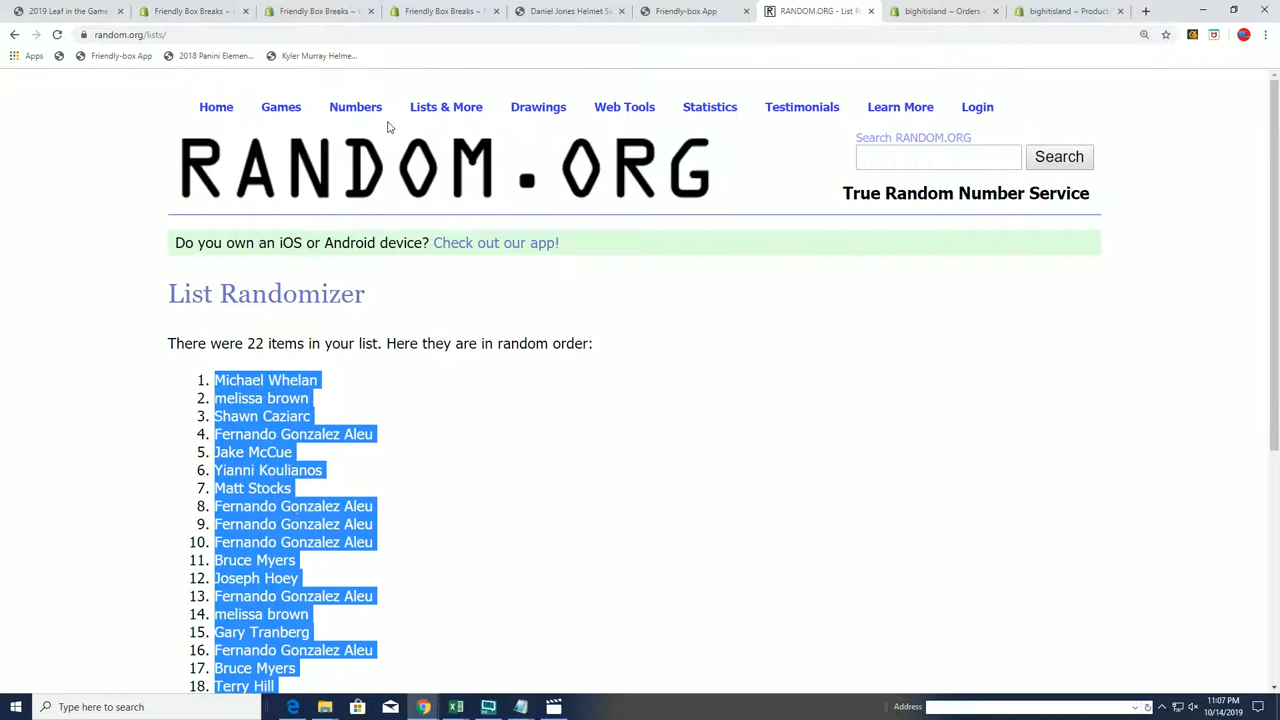 2019 Leaf in the Game
Friendly Box Breaks ~
Friendly Box Breaks ~
Friendly Box Breaks ~
Daniel Jones Helmet S
Friendly-box App
RANDOM.ORG - List R
bighitisland ~ Orders
bighitisland ~ Product
random.org/lists/
Apps
Friendly-box App
2018 Panini Elemen...
Kyler Murray Helme...
Home Games Numbers Lists & More Drawings Web Tools Statistics Testimonials Learn More Login
RANDOM.ORG
Search RANDOM.ORG
Search
True Random Number Service
Do you own an iOS or Android device? Check out our app!
List Randomizer
There were 22 items in your list. Here they are in random order:
1. Michael Whelan
2. melissa brown
3. Shawn Caziarc
4. Fernando Gonzalez Aleu
5. Jake McCue
6. Yianni Koulianos
7. Matt Stocks
8. Fernando Gonzalez Aleu
9. Fernando Gonzalez Aleu
10. Fernando Gonzalez Aleu
11. Bruce Myers
12. Joseph Hoey
13. Fernando Gonzalez Aleu
14. melissa brown
15. Gary Tranberg
16. Fernando Gonzalez Aleu
17. Bruce Myers
18. Terry Hill
Type here to search
Address
11:07 PM
10/14/2019